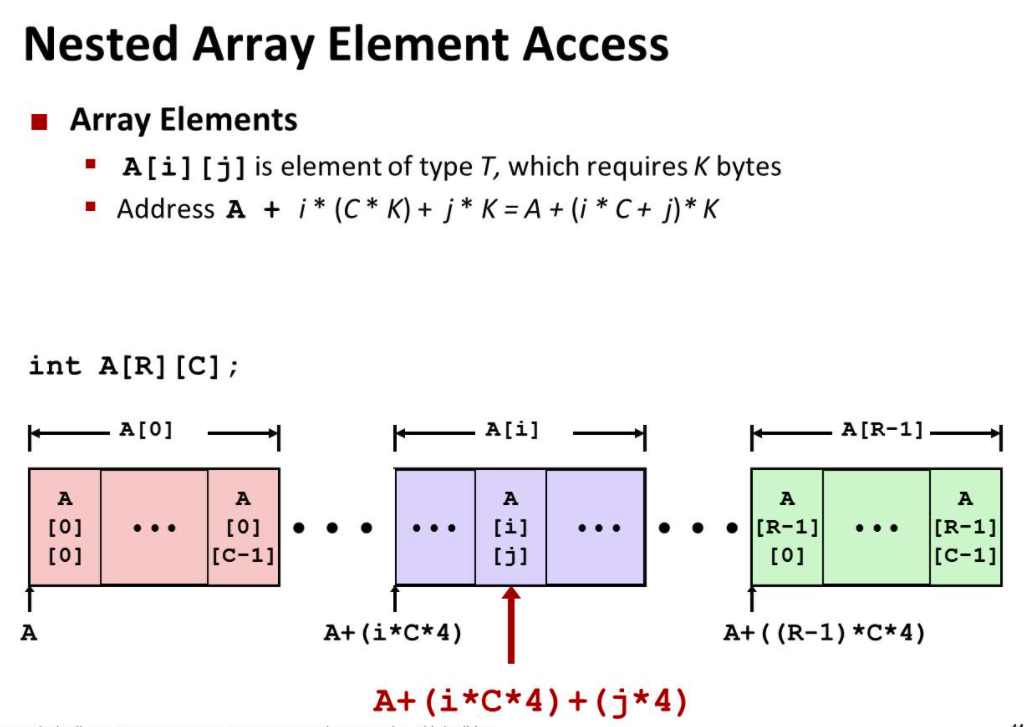 Nested Array Element Access
Array Elements
A[i][j] is element of type T, which requires K bytes
Address A + i * (C * K) + j * K = A + (i * C + j)* K
int A[R][C];
A[0] A[i] A[R-1]
A A A A A
[0] ••• [0] • • • ••• [i] ••• • • • [R-1] ••• [R-1]
[0] [C-1] [j] [0] [C-1]
A A+(i*C*4) A+((R-1)*C*4)
A+(i*C*4)+(j*4)